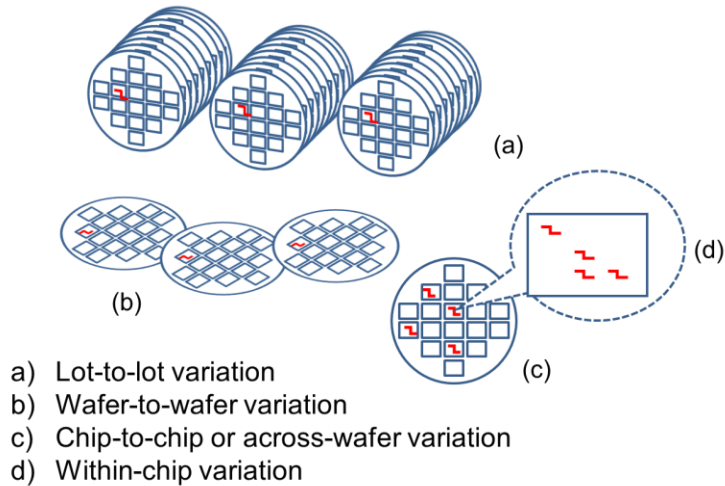 (a)
(d)
(b)
(c)
a) Lot-to-lot variation
b) Wafer-to-wafer variation
c) Chip-to-chip or across-wafer variation
d) Within-chip variation